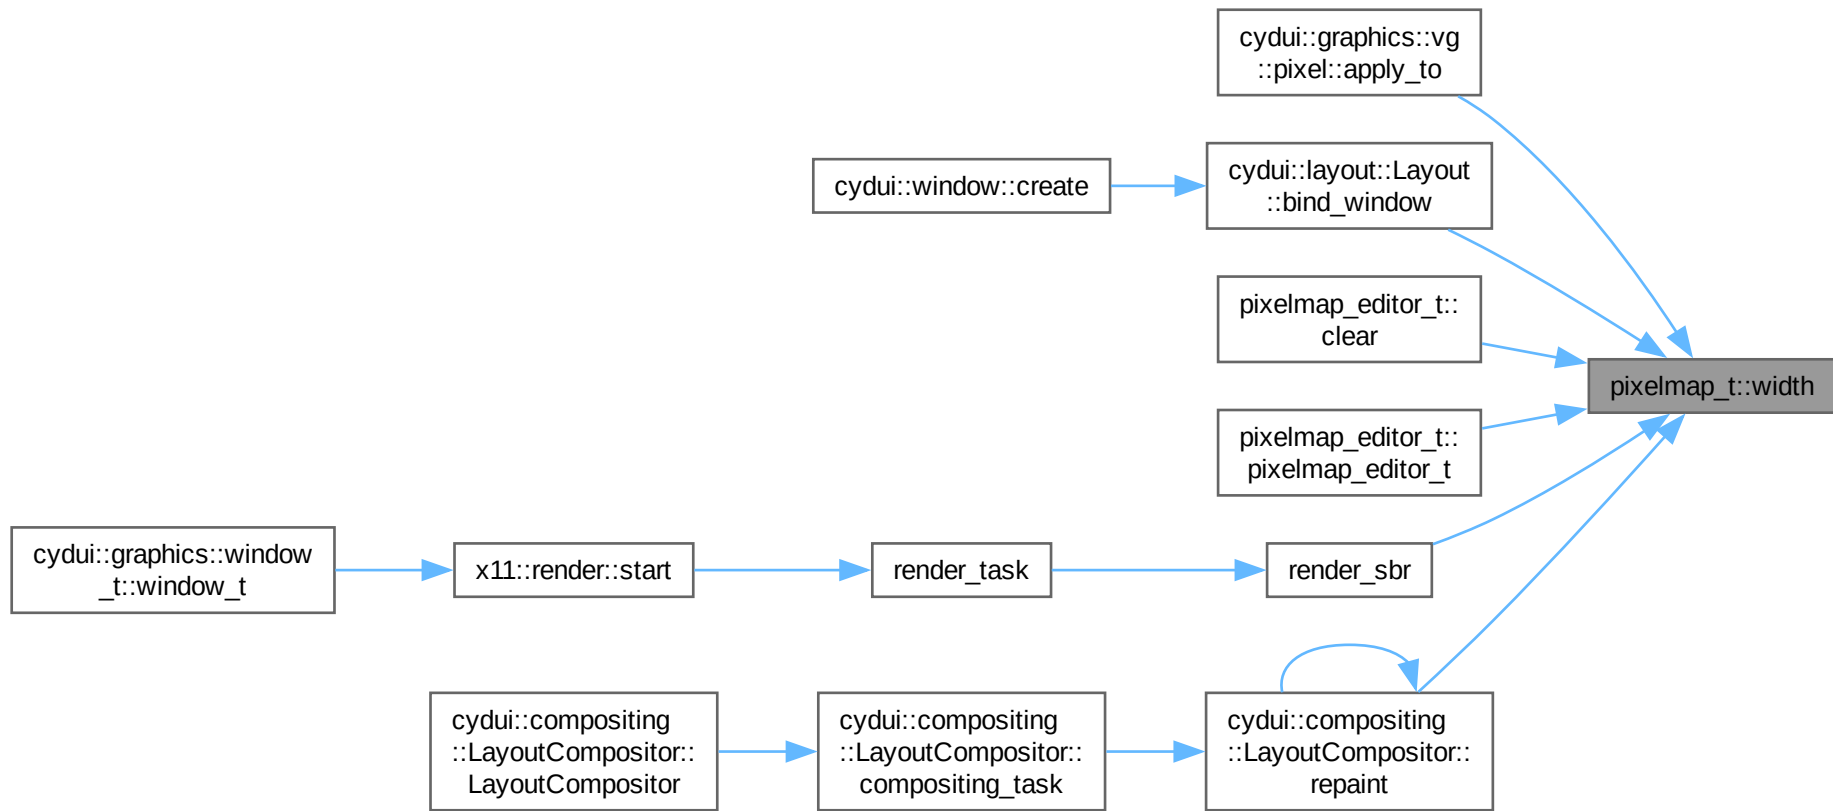 cydui::graphics::vg
::pixel::apply_to
cydui::window::create
cydui::layout::Layout
::bind_window
pixelmap_editor_t::
clear
pixelmap_t::width
pixelmap_editor_t::
pixelmap_editor_t
cydui::graphics::window
_t::window_t
x11::render::start
render_task
render_sbr
cydui::compositing
::LayoutCompositor::
LayoutCompositor
cydui::compositing
::LayoutCompositor::
compositing_task
cydui::compositing
::LayoutCompositor::
repaint